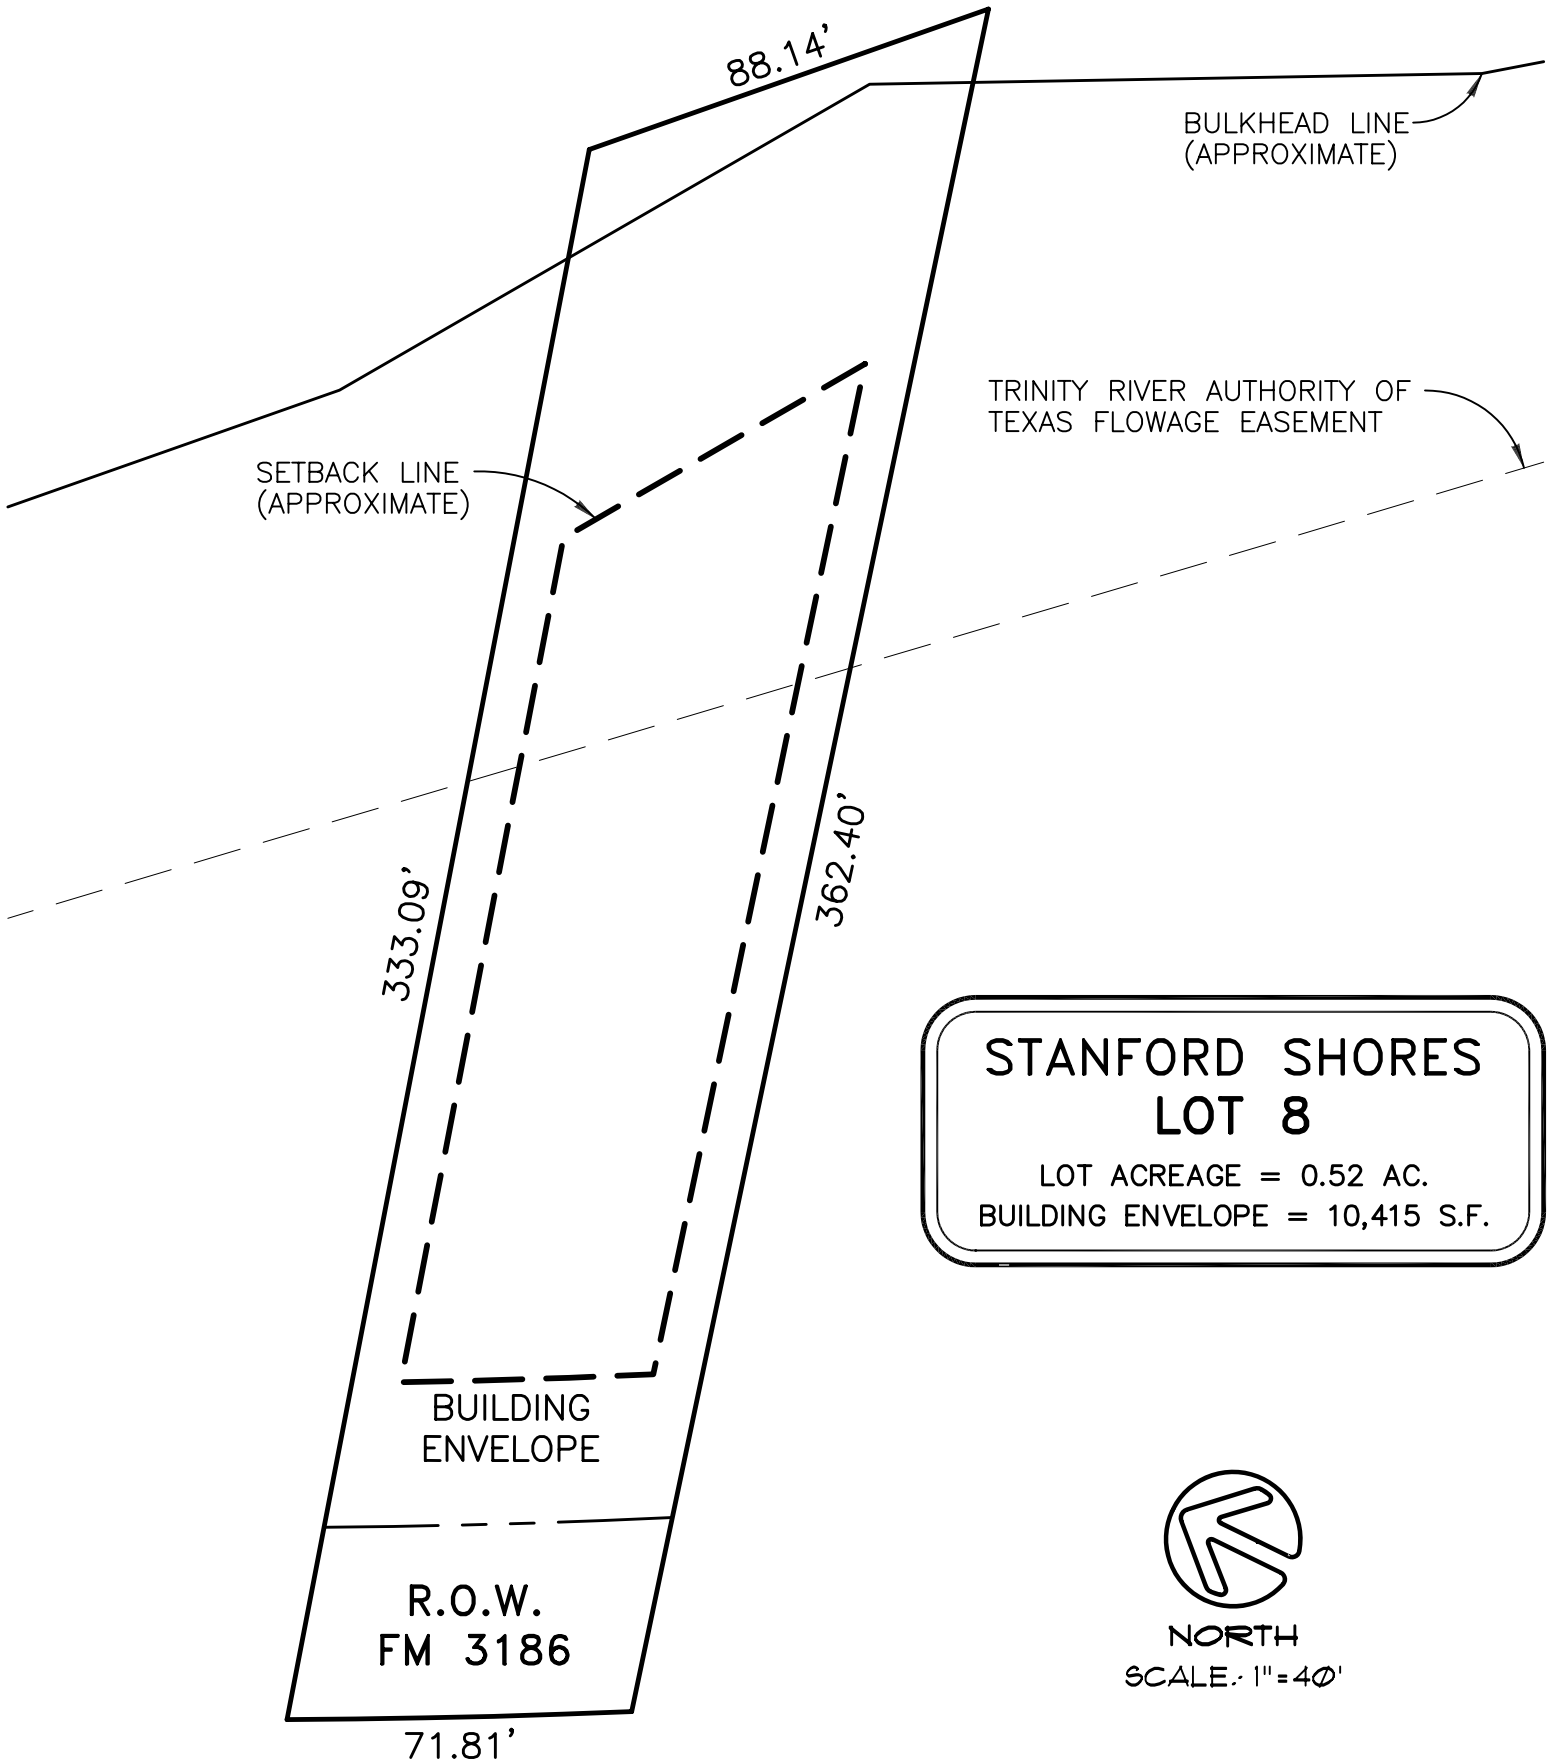 88.14'
BULKHEAD LINE
(APPROXIMATE)
TRINITY RIVER AUTHORITY OF
TEXAS FLOWAGE EASEMENT
SETBACK LINE
(APPROXIMATE)
333.09'
362.40'
STANFORD SHORES
LOT 8
LOT ACREAGE = 0.52 AC.
BUILDING ENVELOPE = 10,415 S.F.
BUILDING
ENVELOPE
R.O.W.
FM 3186
71.81'
NORTH
SCALE: 1"=40'